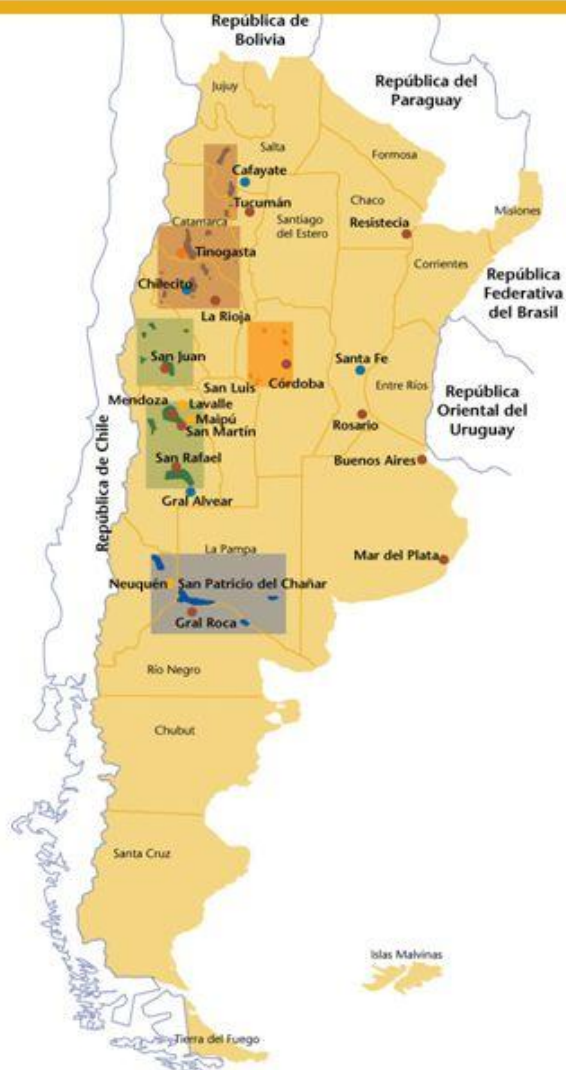 República de
Bolivia
Jujuy
República del
Paraguay
Salta
Formosa
Cafayate
Tucumán
Chaco
Misiones
Catamarca
Santiago
del Estero
Resistecia
Tinogasta
Corrientes
Chilecito
República
Federativa
del Brasil
La Rioja
San Juan
Santa Fe
San Luis
Córdoba
Entre Ríos
República
Oriental del
Uruguay
Mendoza
Lavalle
Maipú
San Martín
Rosario
República de Chile
San Rafael
Buenos Aires
Gral Alvear
La Pampa
Mar del Plata
Neuquén
San Patricio del Chañar
Gral Roca
Río Negro
Chubut
Santa Cruz
Islas Malvinas
Tierra del Fuego